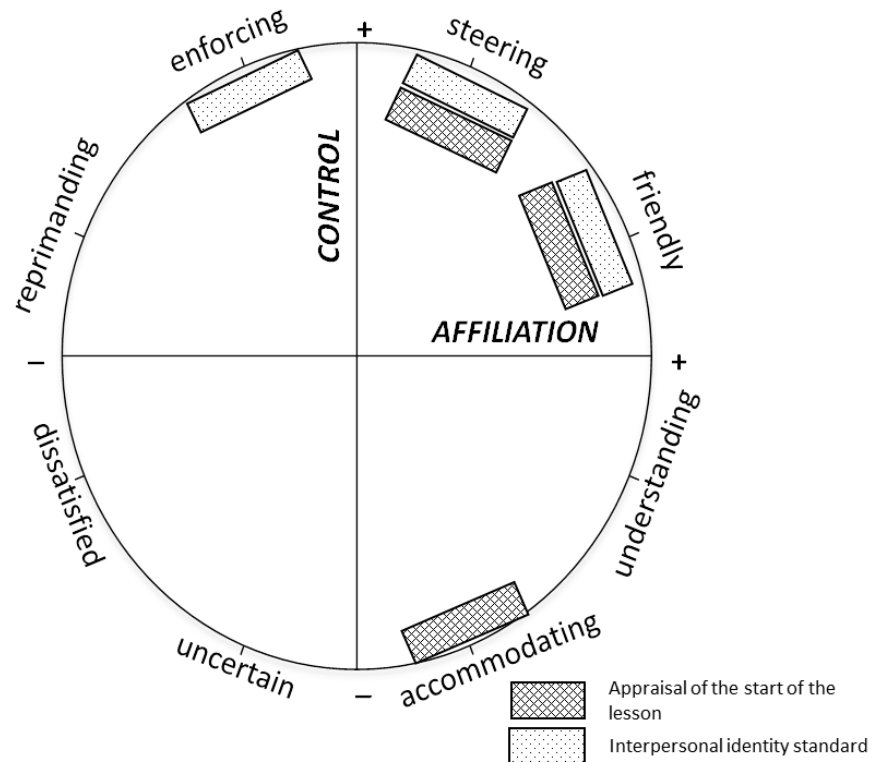 +
enforcing
steering
reprimanding
CONTROL
friendly
AFFILIATION
–
+
dissatisfied
understanding
uncertain
–
accommodating
Appraisal of the start of the
lesson
Interpersonal identity standard